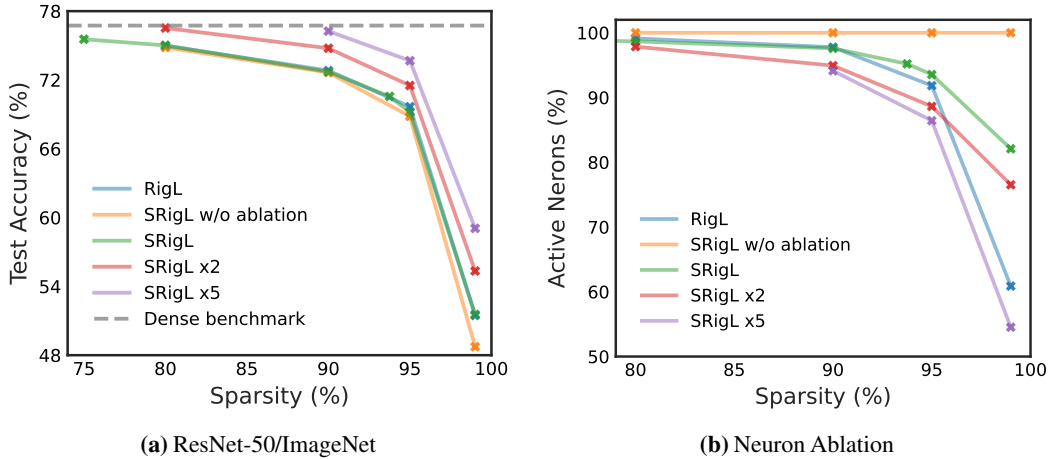 78
72
66
60
54
48
Test Accuracy (%)
RigL
SRigL w/o ablation
SRigL
SRigL x2
SRigL x5
Dense benchmark
75 80 85 90 95 100
Sparsity (%)
(a) ResNet-50/ImageNet
100
90
80
70
60
50
Active Nerons (%)
RigL
SRigL w/o ablation
SRigL
SRigL x2
SRigL x5
80 85 90 95 100
Sparsity (%)
(b) Neuron Ablation